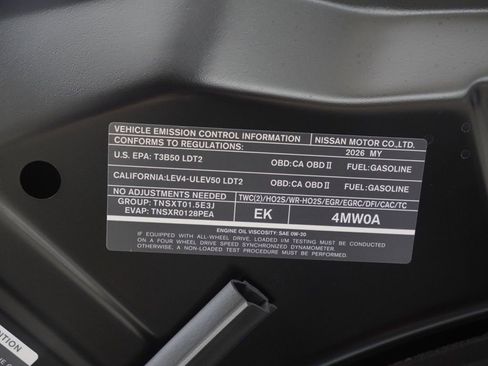 VEHICLE EMISSION CONTROL INFORMATION NISSAN MOTOR CO.,LTD.
CONFORMS TO REGULATIONS: 2026 MY
U.S. EPA: T3B50 LDT2 OBD:CA OBD II FUEL:GASOLINE
CALIFORNIA:LEV4-ULEV50 LDT2 OBD:CA OBD II FUEL:GASOLINE
NO ADJUSTMENTS NEEDED TWC(2)/HO2S/WR-HO2S/EGR/EGRC/DFI/CAC/TC
GROUP: TNSXT01.5E3J
EVAP: TNSXR0128PEA EK 4MW0A
ENGINE OIL VISCOSITY: SAE 0W-20
IF EQUIPPED WITH ALL-WHEEL DRIVE, LOADED I/M TESTING MUST BE CONDUCTED
ON A FOUR WHEEL DRIVE SPEED SYNCHRONIZED DYNAMOMETER.
OTHERWISE, A NON-LOADED TEST PROCEDURE MUST BE PERFORMED.